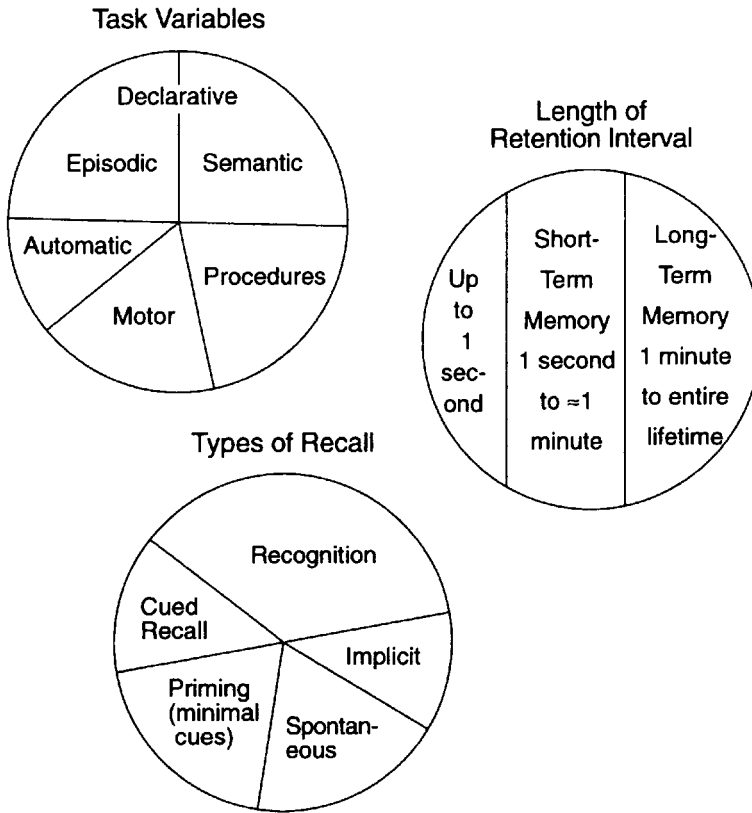 Task Variables
Declarative
Episodic
Semantic
Automatic
Procedures
Motor
Length of
Retention Interval
Up
to
1
sec-
ond
Short-
Term
Memory
1 second
to ≈1
minute
Long-
Term
Memory
1 minute
to entire
lifetime
Types of Recall
Recognition
Cued
Recall
Implicit
Priming
(minimal
cues)
Spontan-
eous